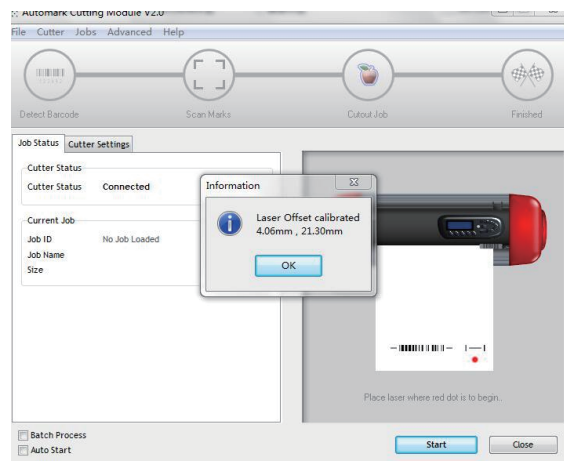 Automark Cutting Module V2.0
File Cutter Jobs Advanced Help
Detect Barcode
Scan Marks
Cutout Job
Finished
Job Status
Cutter Settings
Cutter Status
Cutter Status Connected
Current Job
Job ID No Job Loaded
Job Name
Size
Information
Laser Offset calibrated
4.06mm , 21.30mm
OK
Place laser where red dot is to begin..
Batch Process
Auto Start
Start
Close